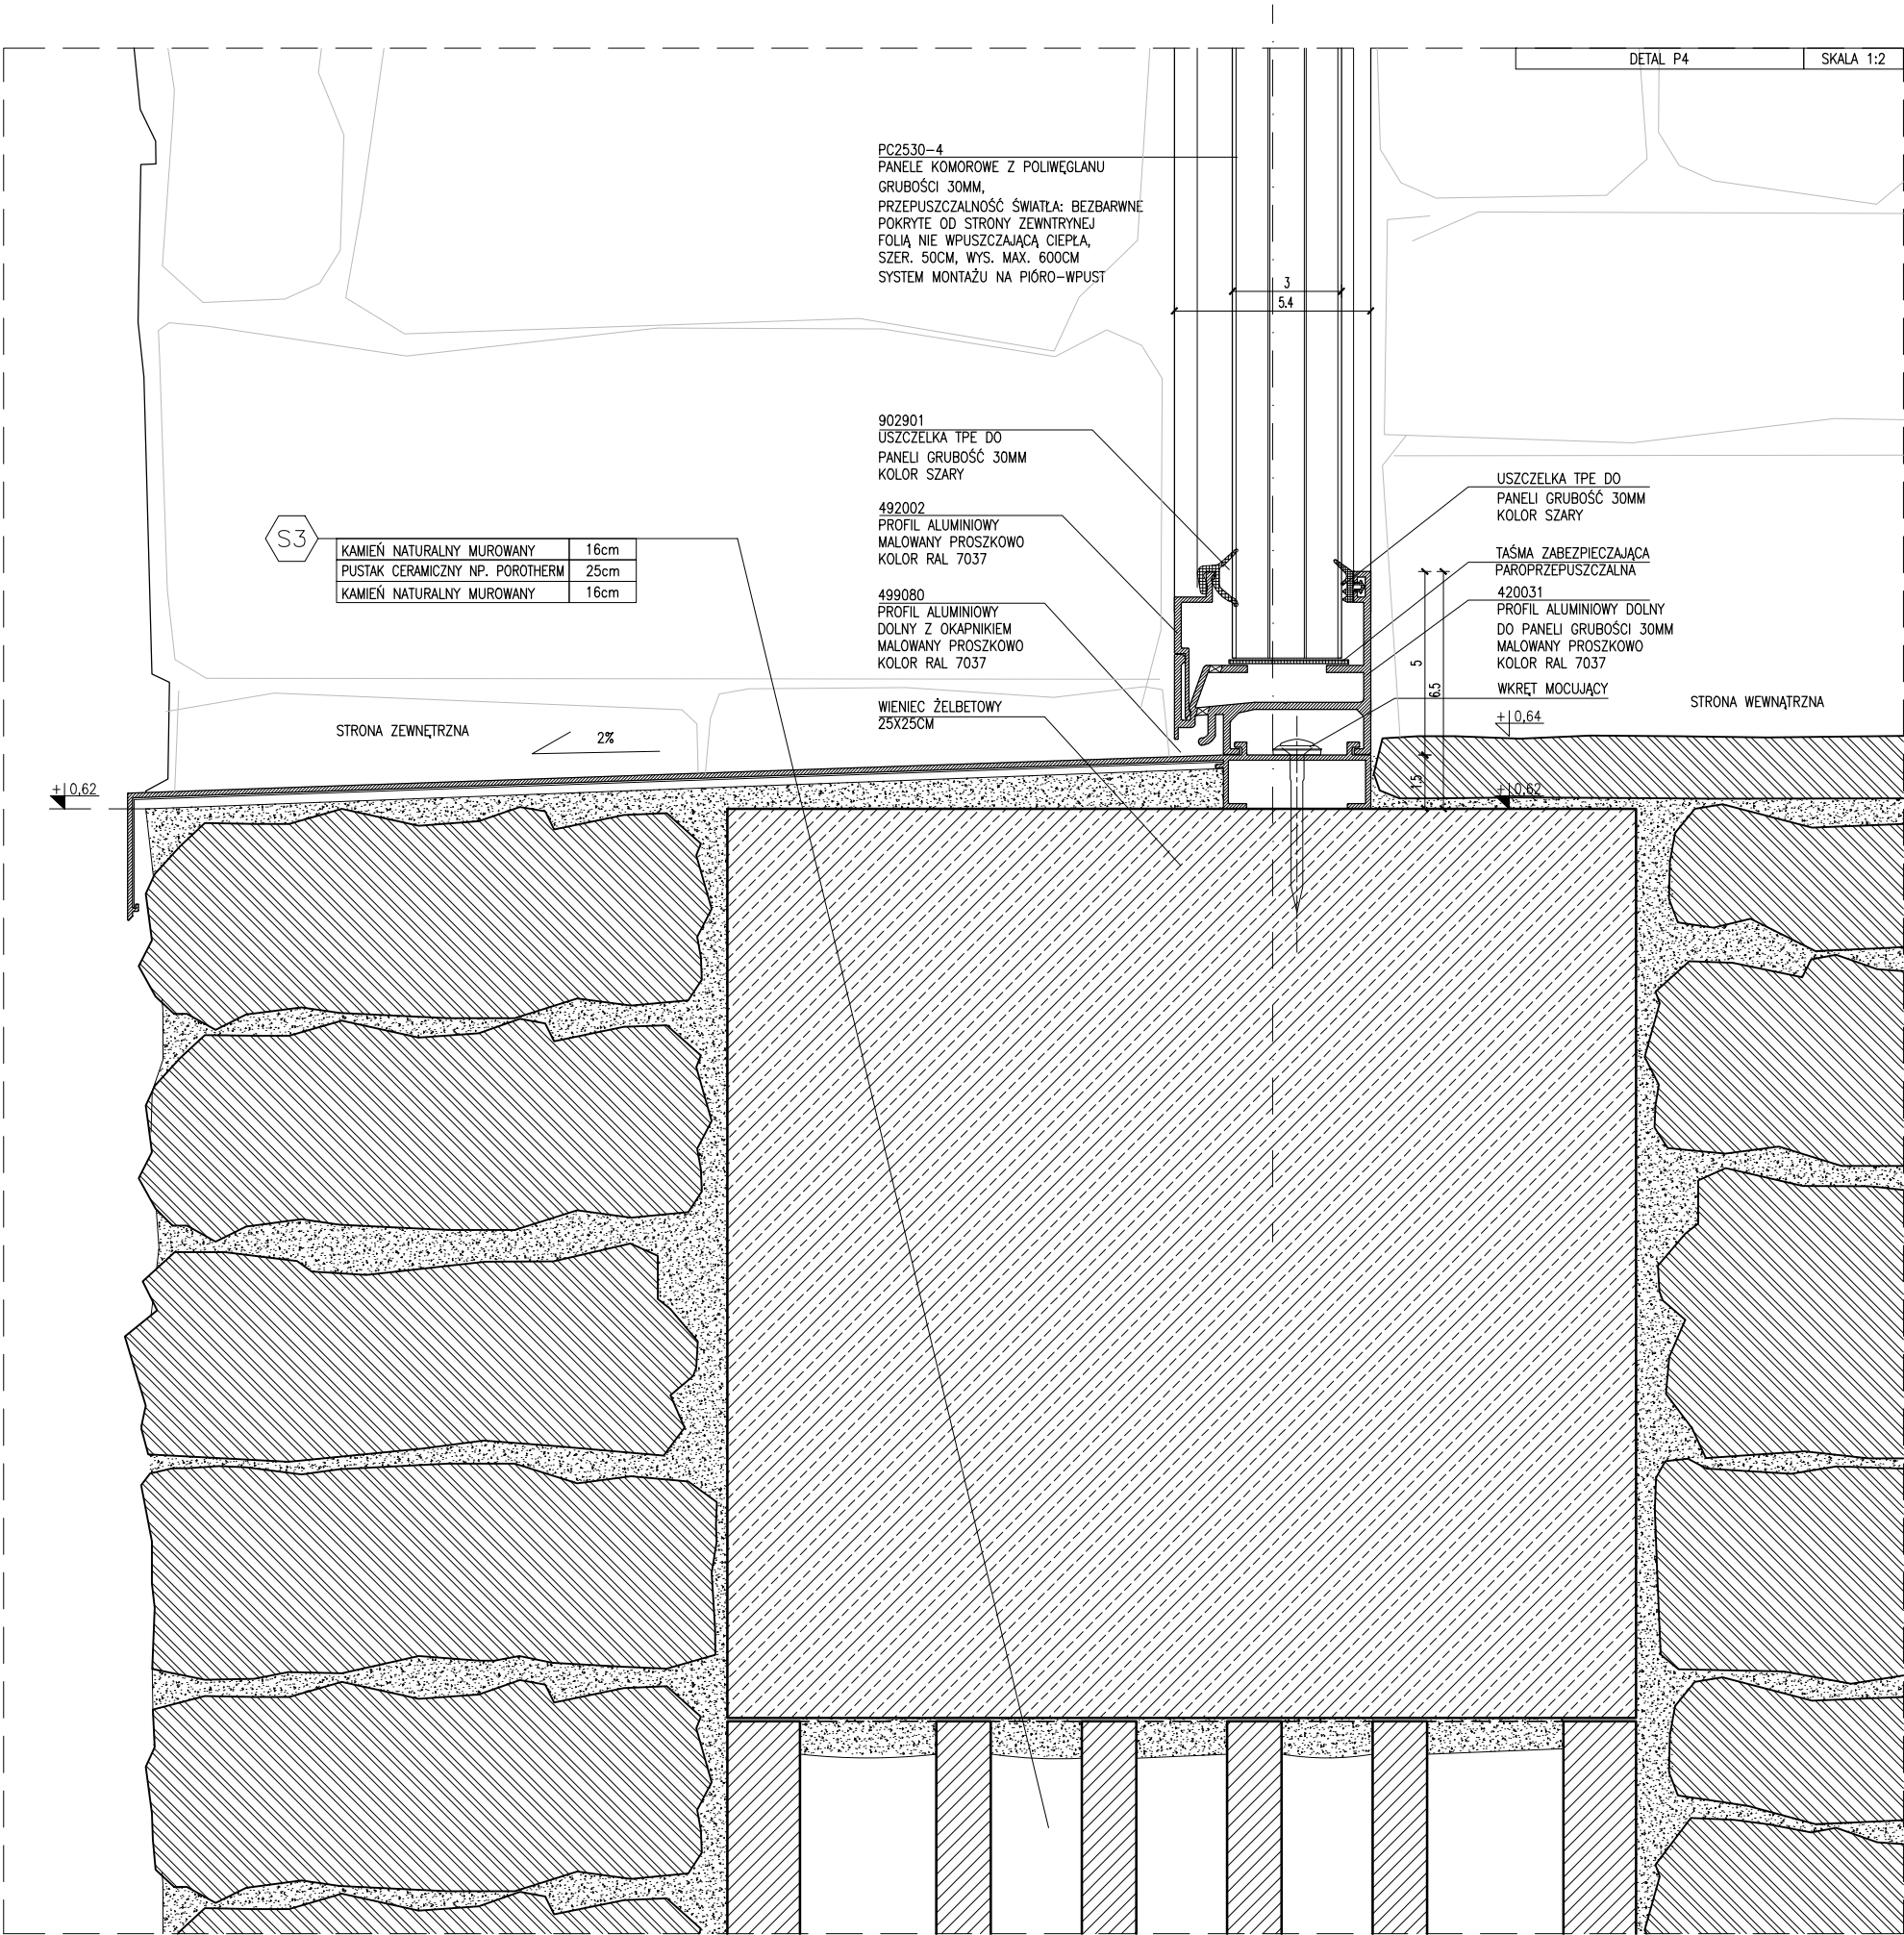 DETAL P4 SKALA 1:2
PC2530-4
PANELE KOMOROWE Z POLIWĘGLANU
GRUBOŚCI 30MM,
PRZEPUSZCZALNOŚĆ ŚWIATŁA: BEZBARWNE
POKRYTE OD STRONY ZEWNTRYNEJ
FOLIĄ NIE WPUSZCZAJĄCĄ CIEPŁA,
SZER. 50CM, WYS. MAX. 600CM
SYSTEM MONTAŻU NA PIÓRO-WPUST
3
5.4
902901
USZCZELKA TPE DO
PANELI GRUBOŚĆ 30MM
KOLOR SZARY
492002
PROFIL ALUMINIOWY
MALOWANY PROSZKOWO
KOLOR RAL 7037
499080
PROFIL ALUMINIOWY
DOLNY Z OKAPNIKIEM
MALOWANY PROSZKOWO
KOLOR RAL 7037
WIENIEC ŻELBETOWY
25X25CM
S3
KAMIEŃ NATURALNY MUROWANY 16cm
PUSTAK CERAMICZNY NP. POROTHERM 25cm
KAMIEŃ NATURALNY MUROWANY 16cm
USZCZELKA TPE DO
PANELI GRUBOŚĆ 30MM
KOLOR SZARY
TAŚMA ZABEZPIECZAJĄCA
PAROPRZEPUSZCZALNA
420031
PROFIL ALUMINIOWY DOLNY
DO PANELI GRUBOŚCI 30MM
MALOWANY PROSZKOWO
KOLOR RAL 7037
WKRĘT MOCUJĄCY
5
6.5
1.5
STRONA WEWNĄTRZNA
+0,64
+0,62
STRONA ZEWNĘTRZNA
2%
+0,62